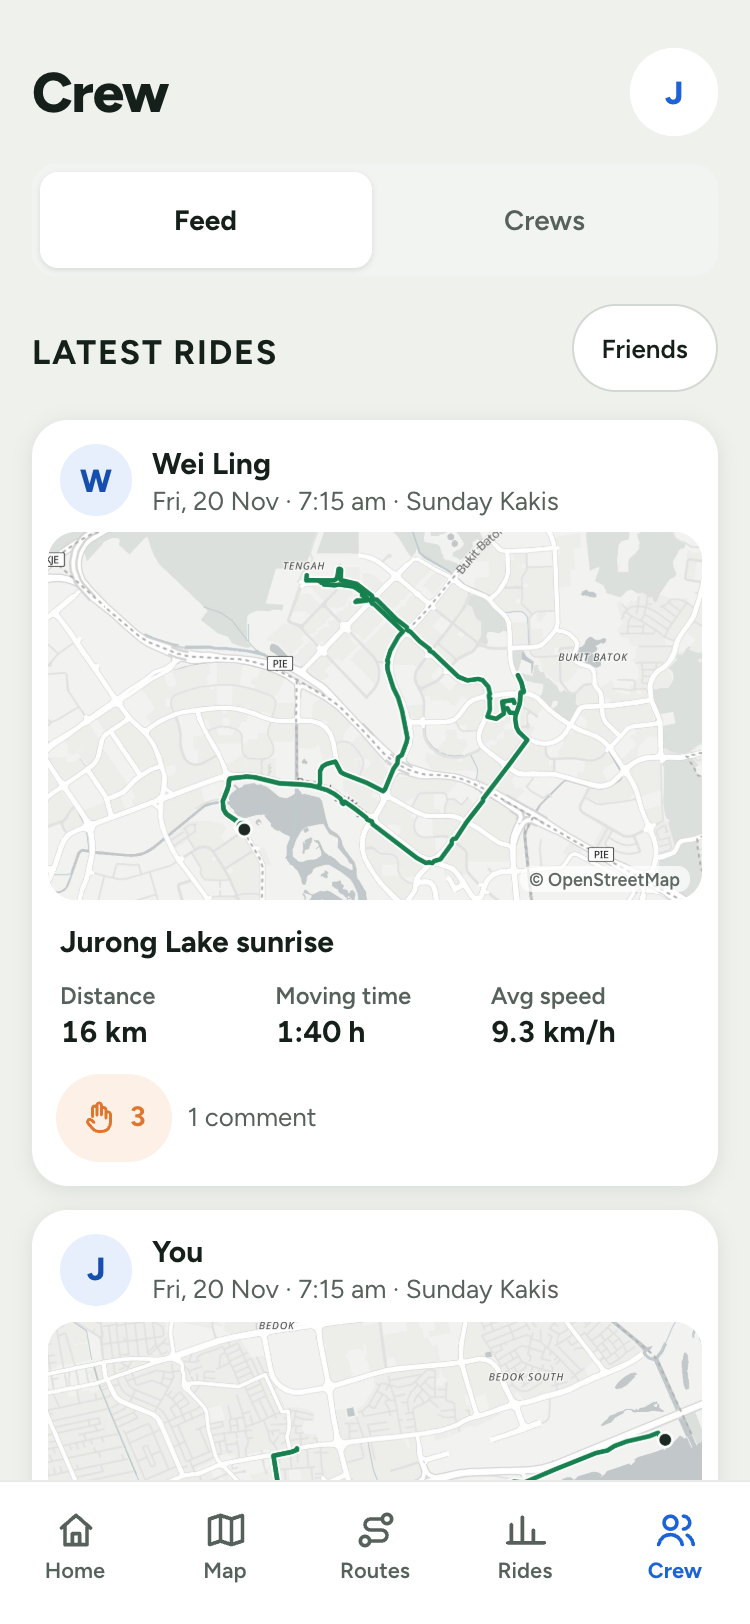 Crew
J
Feed
Crews
LATEST RIDES
Friends
W
Wei Ling
Fri, 20 Nov · 7:15 am · Sunday Kakis
KJE
TENGAH
PIE
BUKIT BATOK
PIE
© OpenStreetMap
Jurong Lake sunrise
Distance
Moving time
Avg speed
16 km
1:40 h
9.3 km/h
3
1 comment
J
You
Fri, 20 Nov · 7:15 am · Sunday Kakis
BEDOK
BEDOK SOUTH
Home
Map
Routes
Rides
Crew